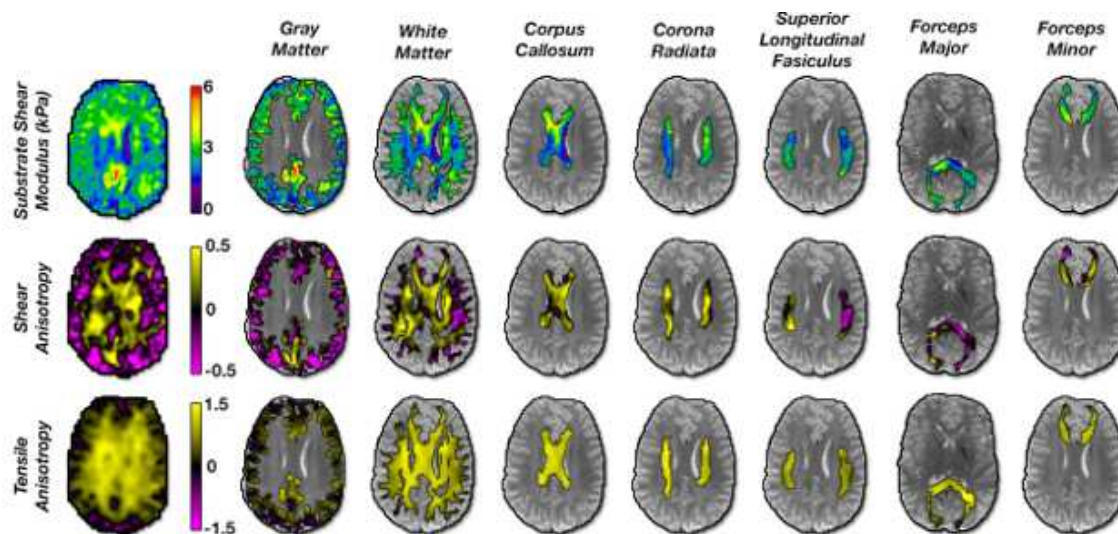 Gray
Matter
White
Matter
Corpus
Callosum
Corona
Radiata
Superior
Longitudinal
Fasiculus
Forceps
Major
Forceps
Minor
Substrate Shear
Modulus (kPa)
6
3
0
Shear
Anisotropy
0.5
0
-0.5
Tensile
Anisotropy
1.5
0
-1.5